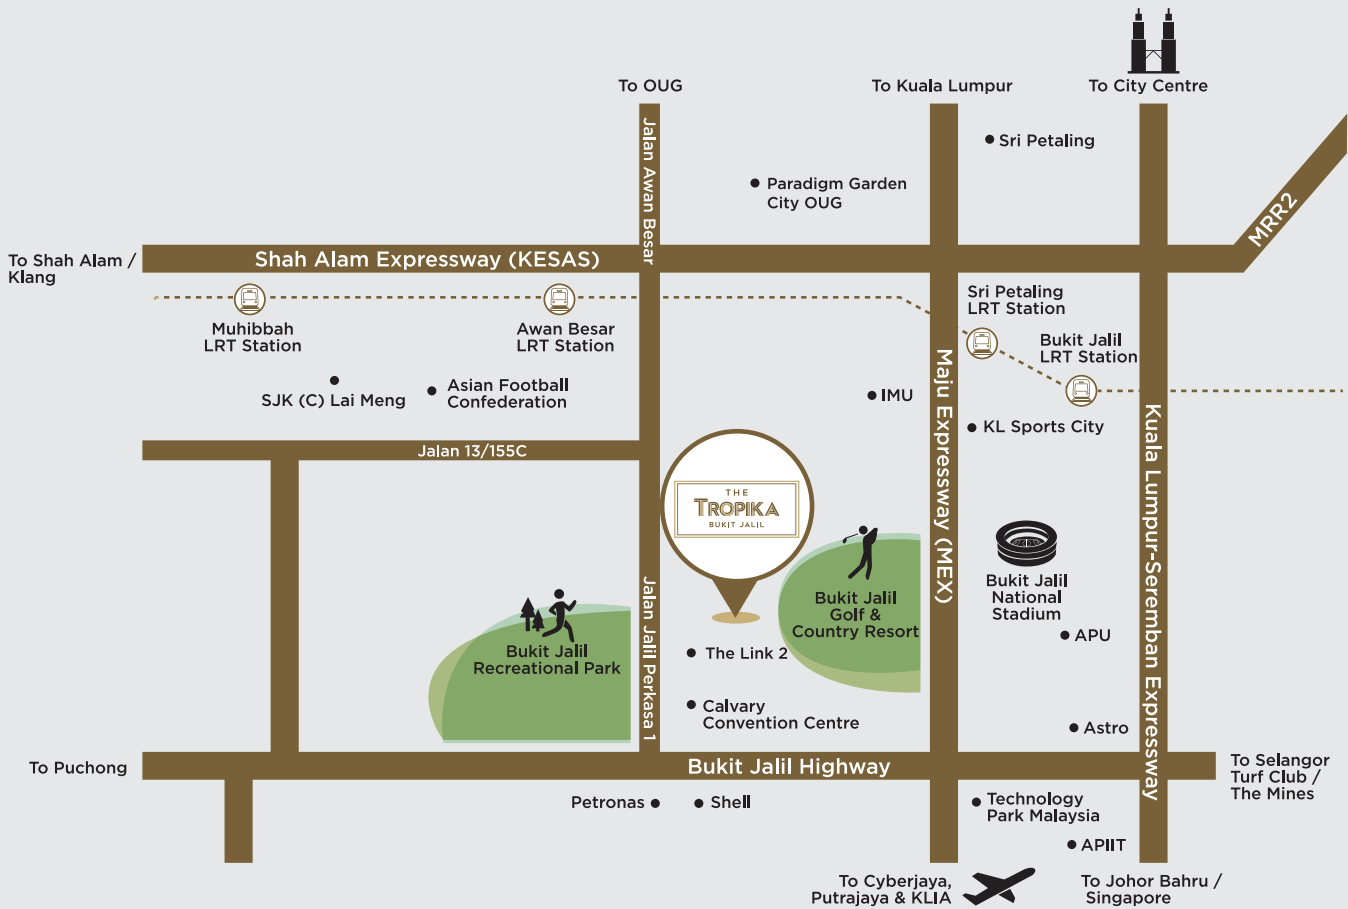 To OUG
To Kuala Lumpur
To City Centre
Jalan Awan Besar
Sri Petaling
Paradigm Garden
City OUG
MRR2
To Shah Alam /
Klang
Shah Alam Expressway (KESAS)
Muhibbah
LRT Station
Awan Besar
LRT Station
Sri Petaling
LRT Station
Bukit Jalil
LRT Station
SJK (C) Lai Meng
Asian Football
Confederation
IMU
Maju Expressway (MEX)
KL Sports City
Kuala Lumpur-Seremban Expressway
Jalan 13/155C
THE
TROPIKA
BUKIT JALIL
Bukit Jalil
Golf &
Country Resort
Bukit Jalil
National
Stadium
APU
Bukit Jalil
Recreational Park
Jalan Jalil Perkasa 1
The Link 2
Calvary
Convention Centre
Astro
To Puchong
Bukit Jalil Highway
To Selangor
Turf Club /
The Mines
Petronas
Shell
Technology
Park Malaysia
APIIT
To Cyberjaya,
Putrajaya & KLIA
To Johor Bahru /
Singapore